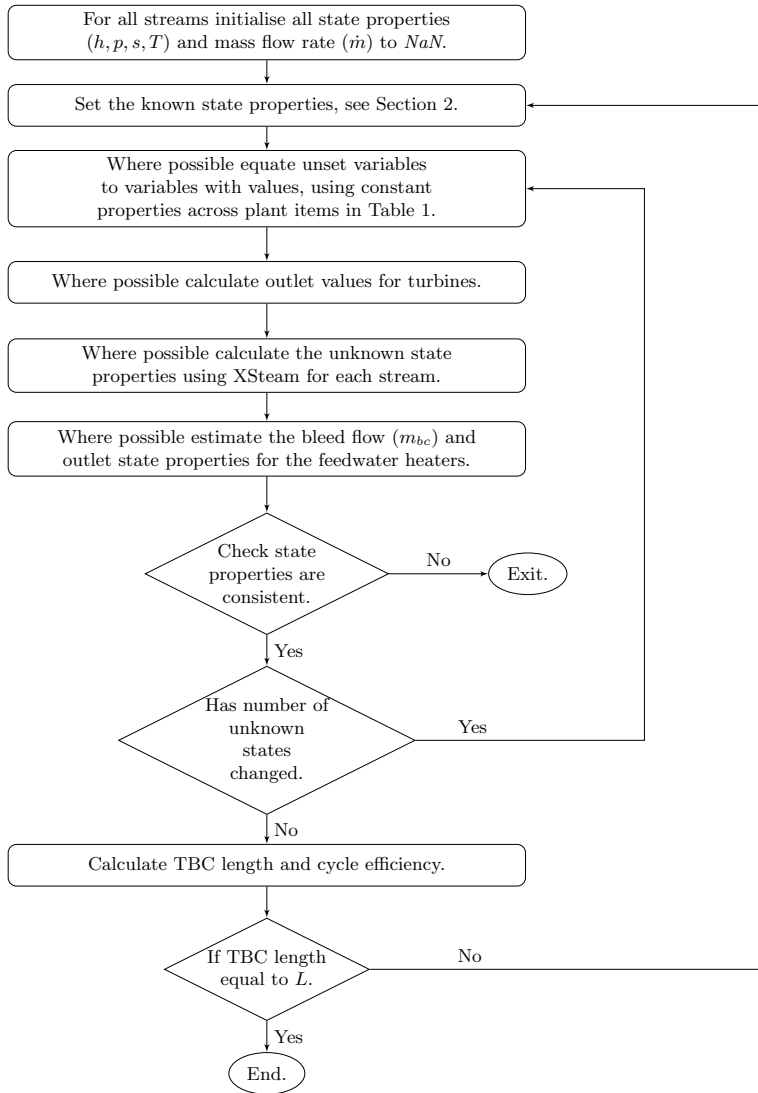 For all streams initialise all state properties
(h, p, s, T) and mass flow rate (ṁ) to NaN.
Set the known state properties, see Section 2.
Where possible equate unset variables
to variables with values, using constant
properties across plant items in Table 1.
Where possible calculate outlet values for turbines.
Where possible calculate the unknown state
properties using XSteam for each stream.
Where possible estimate the bleed flow (m_{bc}) and
outlet state properties for the feedwater heaters.
Check state
properties are
consistent.
No
Exit.
Yes
Has number of
unknown
states
changed.
Yes
No
Calculate TBC length and cycle efficiency.
If TBC length
equal to L.
No
Yes
End.